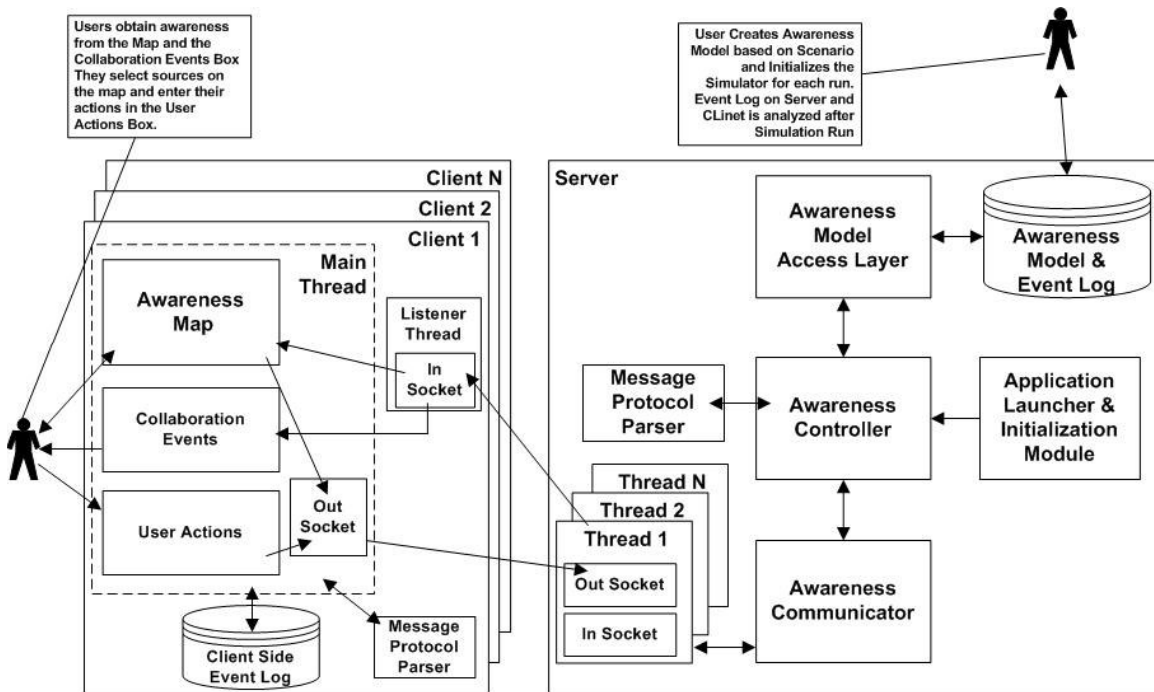 Users obtain awareness
from the Map and the
Collaboration Events Box
They select sources on
the map and enter their
actions in the User
Actions Box.
User Creates Awareness
Model based on Scenario
and Initializes the
Simulator for each run.
Event Log on Server and
CLinet is analyzed after
Simulation Run
Client N
Client 2
Client 1
Main
Thread
Awareness
Map
Listener
Thread
In
Socket
Collaboration
Events
User Actions
Out
Socket
Client Side
Event Log
Message
Protocol
Parser
Server
Awareness
Model
Access Layer
Awareness
Model &
Event Log
Message
Protocol
Parser
Awareness
Controller
Application
Launcher &
Initialization
Module
Thread N
Thread 2
Thread 1
Out Socket
In Socket
Awareness
Communicator